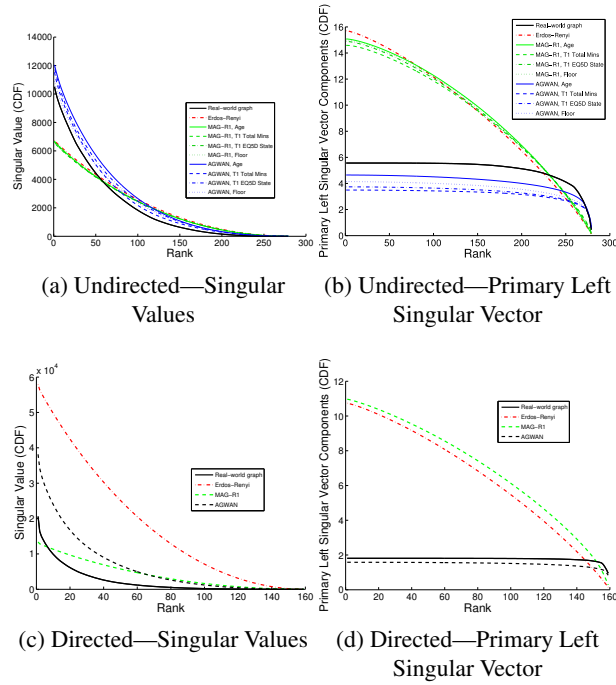 Singular Value (CDF)
14000
12000
10000
8000
6000
4000
2000
0
0
50
100
150
200
250
300
Rank
Real-world graph
Erdos-Renyi
MAG-R1, Age
MAG-R1, T1 Total Mins
MAG-R1, T1 EQ5D State
MAG-R1, Floor
AGWAN, Age
AGWAN, T1 Total Mins
AGWAN, T1 EQ5D State
AGWAN, Floor
(a) Undirected—Singular
Values
Primary Left Singular Vector Components (CDF)
16
14
12
10
8
6
4
2
0
0
50
100
150
200
250
300
Rank
Real-world graph
Erdos-Renyi
MAG-R1, Age
MAG-R1, T1 Total Mins
MAG-R1, T1 EQ5D State
MAG-R1, Floor
AGWAN, Age
AGWAN, T1 Total Mins
AGWAN, T1 EQ5D State
AGWAN, Floor
(b) Undirected—Primary Left
Singular Vector
Singular Value (CDF)
x 10^4
6
5
4
3
2
1
0
0
20
40
60
80
100
120
140
160
Rank
Real-world graph
Erdos-Renyi
MAG-R1
AGWAN
(c) Directed—Singular Values
Primary Left Singular Vector Components (CDF)
12
10
8
6
4
2
0
0
20
40
60
80
100
120
140
160
Rank
Real-world graph
Erdos-Renyi
MAG-R1
AGWAN
(d) Directed—Primary Left
Singular Vector